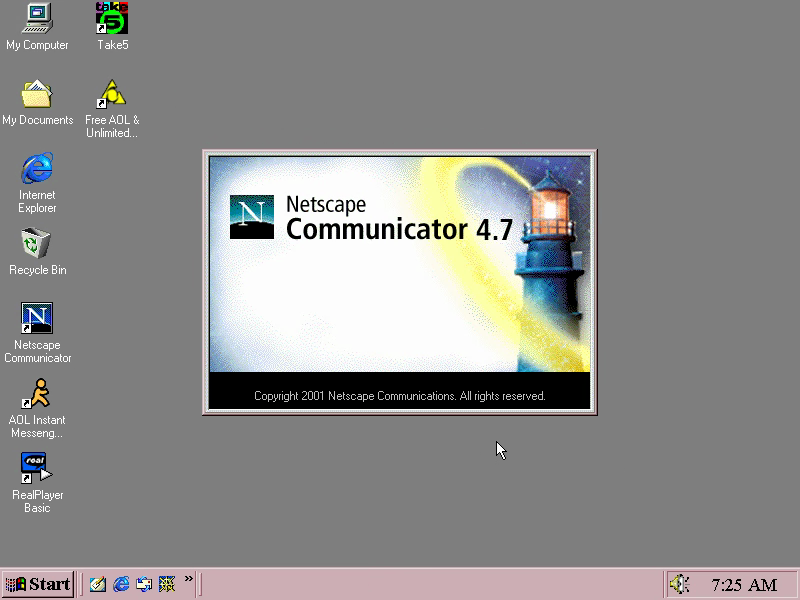 My Computer
Take5
My Documents
Free AOL &
Unlimited...
Internet
Explorer
Recycle Bin
Netscape
Communicator
AOL Instant
Messeng...
RealPlayer
Basic
take
5
N
real
N
Netscape
Communicator 4.7
Copyright 2001 Netscape Communications. All rights reserved.
Start
»
7:25 AM